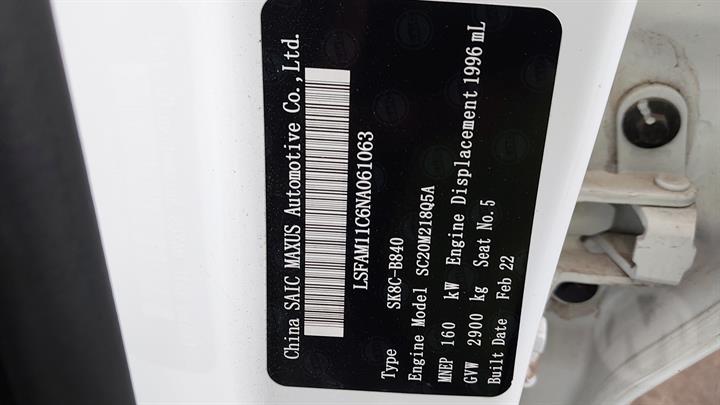 China SAIC MAXUS Automotive Co.,Ltd.
LSFAM11C6NA061063
Type SK8C-B840
Engine Model SC20M218Q5A
MNEP 160 kW Engine Displacement 1996 mL
GVW 2900 kg Seat No. 5
Built Date Feb 22